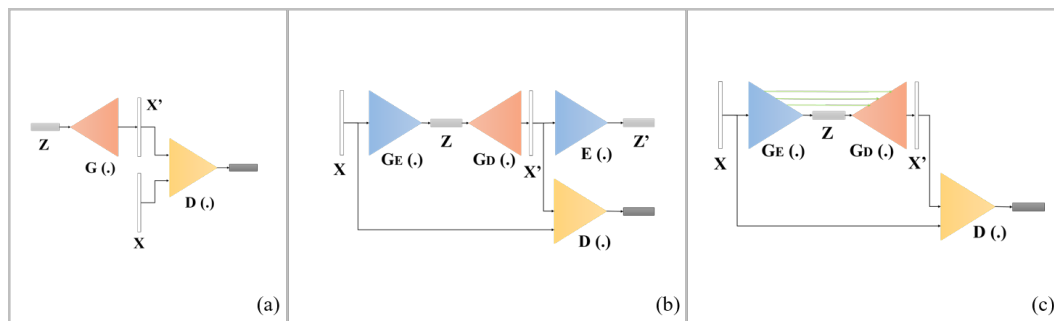 X'
Z
G (.)
D (.)
X
(a)
X
GE (.)
Z
GD (.)
X'
E (.)
Z'
D (.)
(b)
X
GE (.)
Z
GD (.)
X'
D (.)
(c)